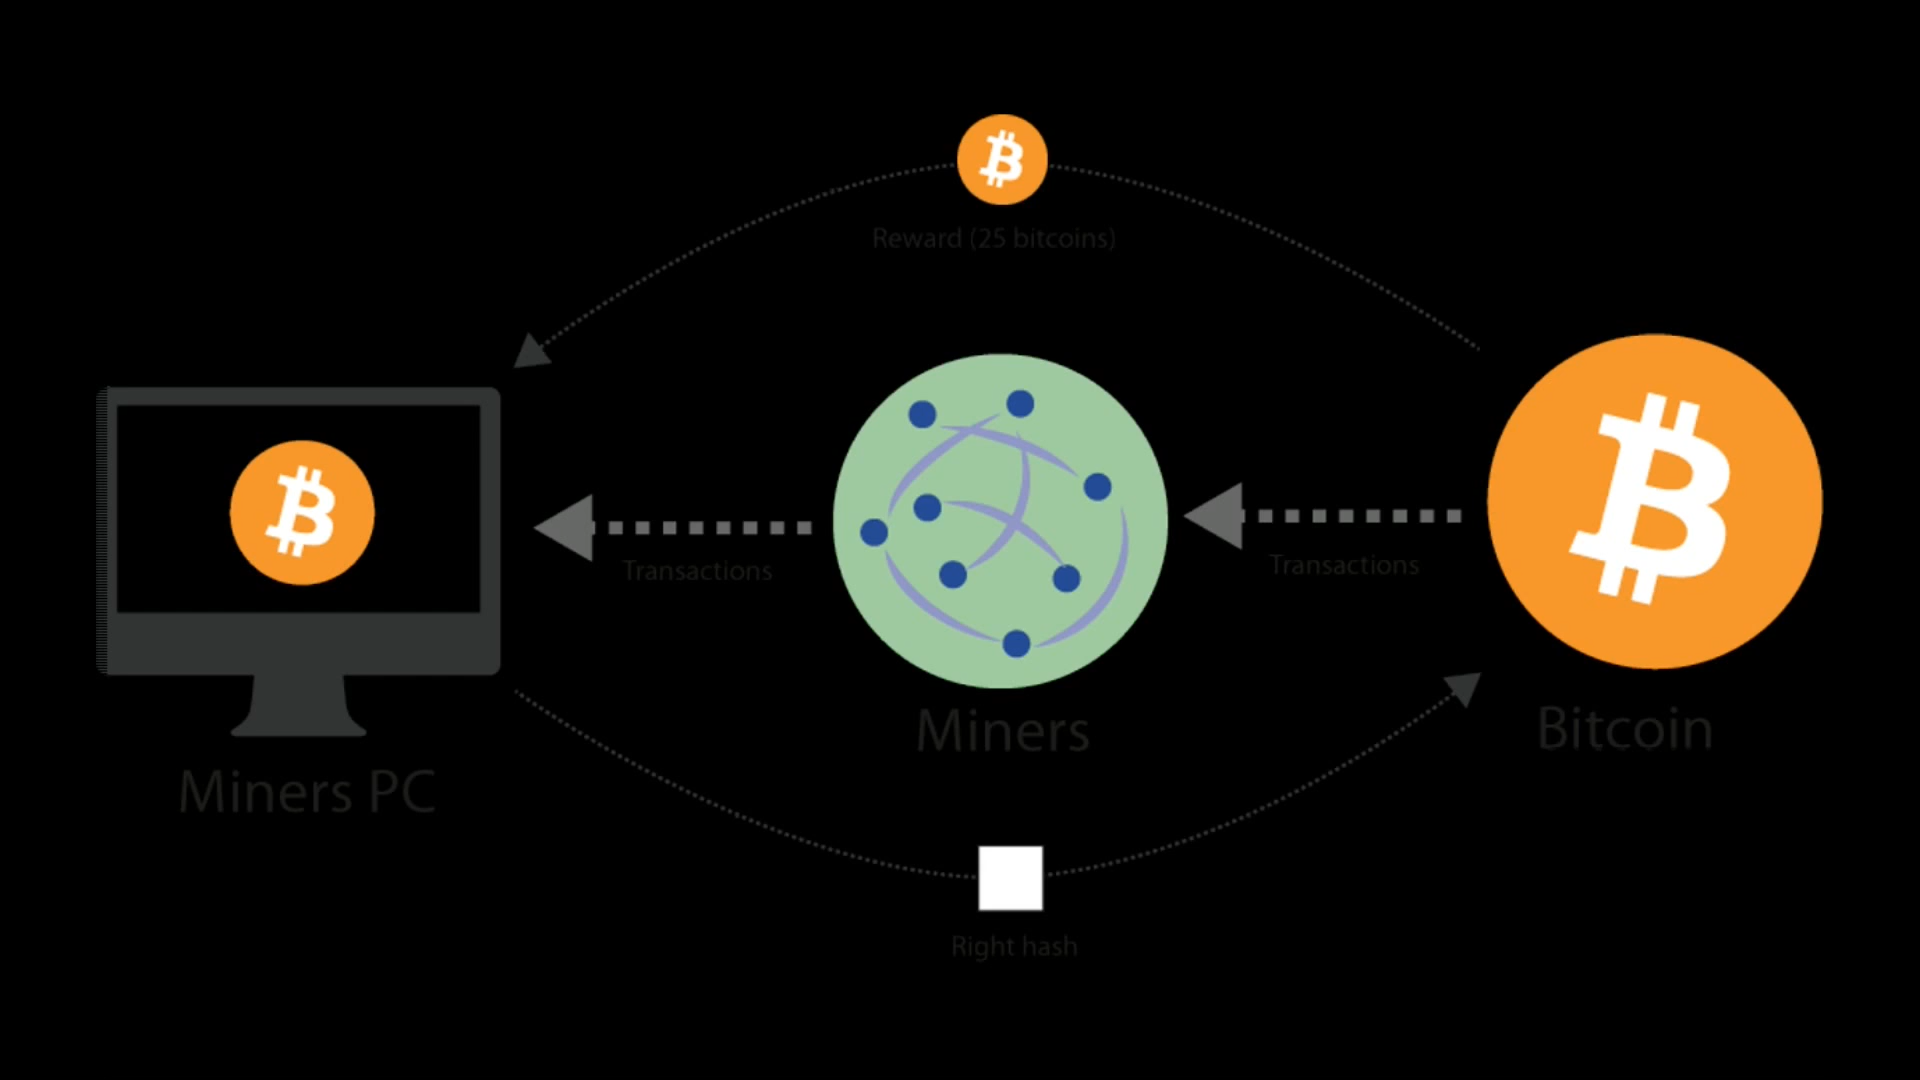 Reward (25 bitcoins)
Transactions
Transactions
Miners
Bitcoin
Miners PC
Right hash